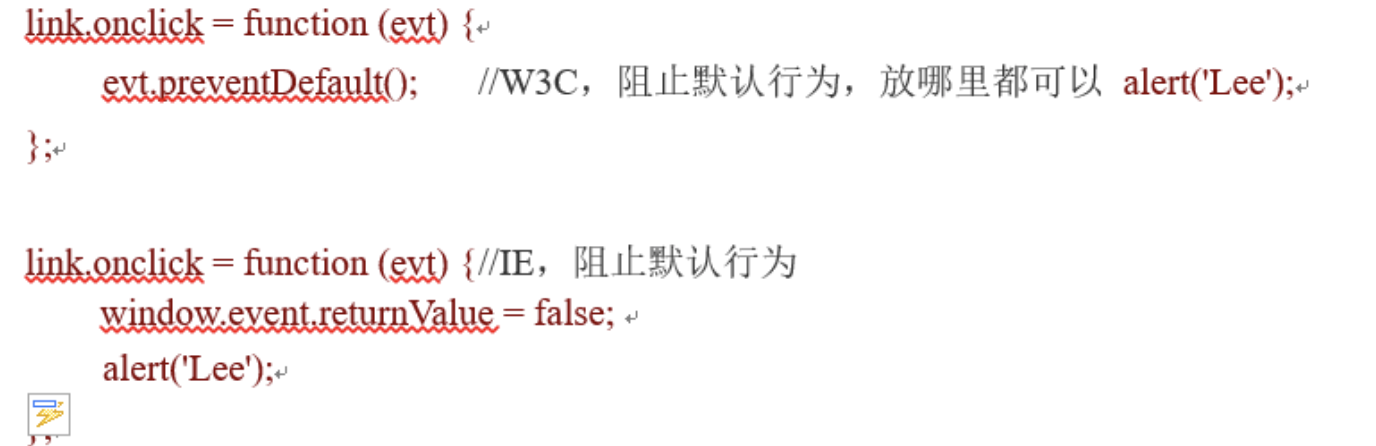 link.onclick = function (evt) {
evt.preventDefault(); //W3C，阻止默认行为，放哪里都可以 alert('Lee');
};
link.onclick = function (evt) {//IE，阻止默认行为
window.event.returnValue = false;
alert('Lee');
};